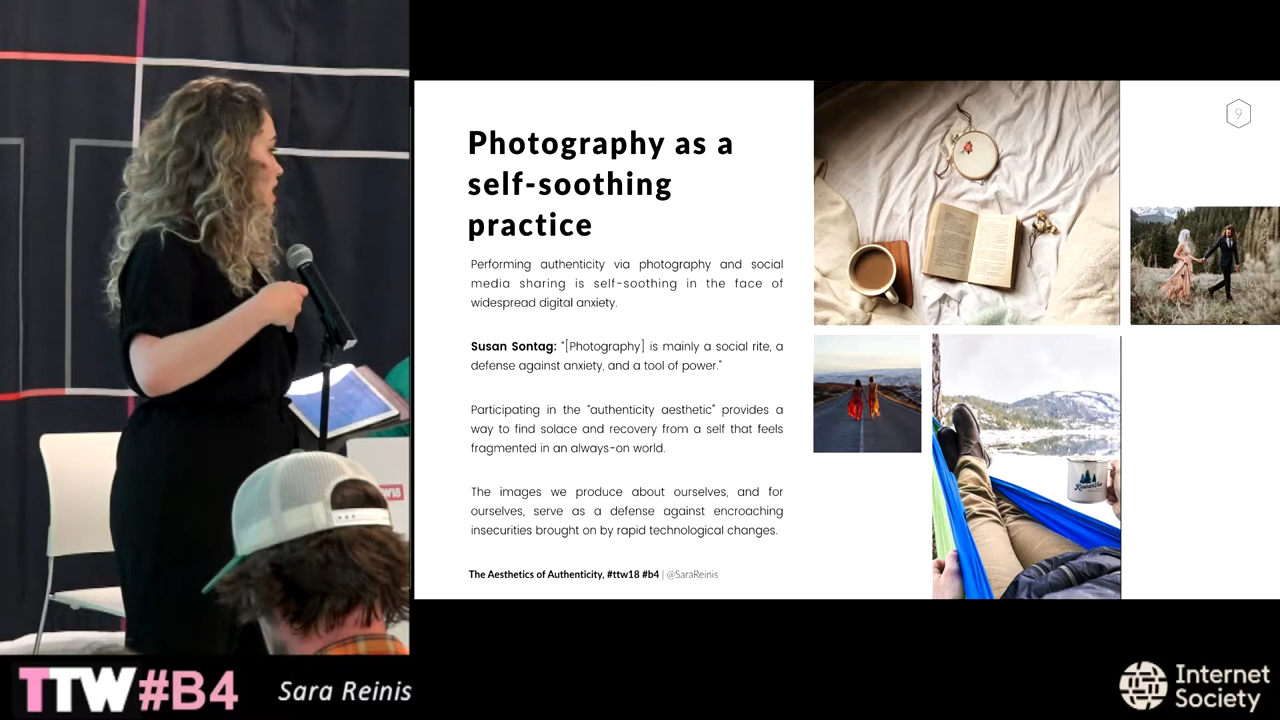 Photography as a
self-soothing
practice
9
Performing authenticity via photography and social
media sharing is self-soothing in the face of
widespread digital anxiety.
Susan Sontag: "[Photography] is mainly a social rite, a
defense against anxiety, and a tool of power."
Participating in the "authenticity aesthetic" provides a
way to find solace and recovery from a self that feels
fragmented in an always-on world.
The images we produce about ourselves, and for
ourselves, serve as a defense against encroaching
insecurities brought on by rapid technological changes.
The Aesthetics of Authenticity, #ttw18 #b4 | @SaraReinis
TTW#B4
Sara Reinis
Internet
Society